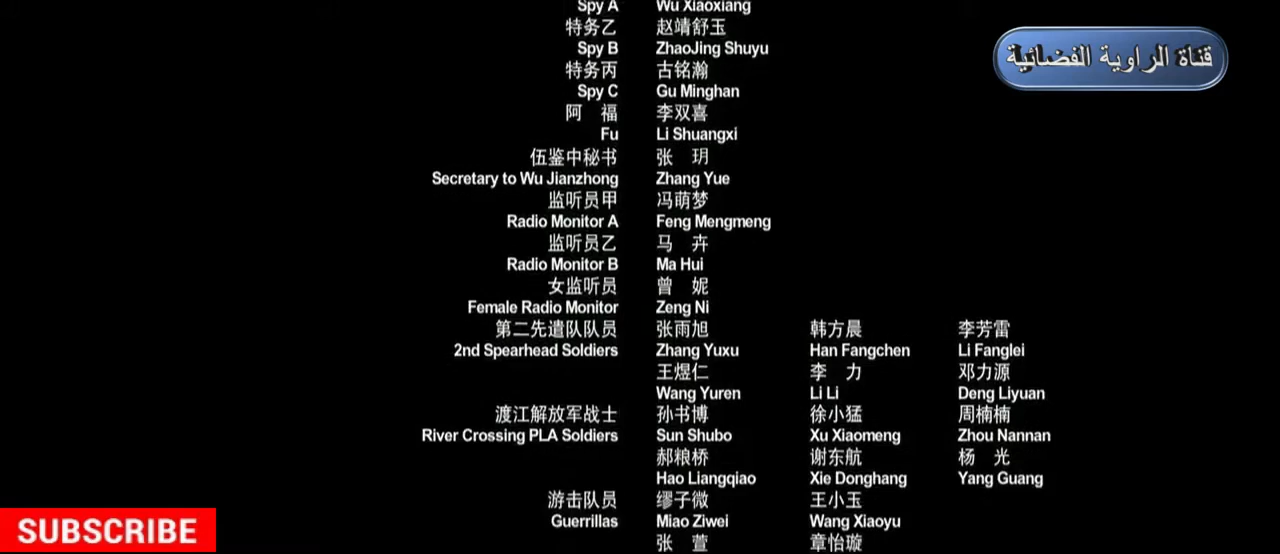 Spy A Wu Xiaoxiang
特务乙 赵靖舒玉
Spy B ZhaoJing Shuyu
特务丙 古铭瀚
Spy C Gu Minghan
阿 福 李双喜
Fu Li Shuangxi
伍鉴中秘书 张 玥
Secretary to Wu Jianzhong Zhang Yue
监听员甲 冯萌梦
Radio Monitor A Feng Mengmeng
监听员乙 马 卉
Radio Monitor B Ma Hui
女监听员 曾 妮
Female Radio Monitor Zeng Ni
第二先遣队队员 张雨旭 韩方晨 李芳雷
2nd Spearhead Soldiers Zhang Yuxu Han Fangchen Li Fanglei
王煜仁 李 力 邓力源
Wang Yuren Li Li Deng Liyuan
渡江解放军战士 孙书博 徐小猛 周楠楠
River Crossing PLA Soldiers Sun Shubo Xu Xiaomeng Zhou Nannan
郝粮桥 谢东航 杨 光
Hao Liangqiao Xie Donghang Yang Guang
游击队员 缪子微 王小玉
Guerrillas Miao Ziwei Wang Xiaoyu
张 萱 章怡璇
قناة الراوية الفضائية
SUBSCRIBE